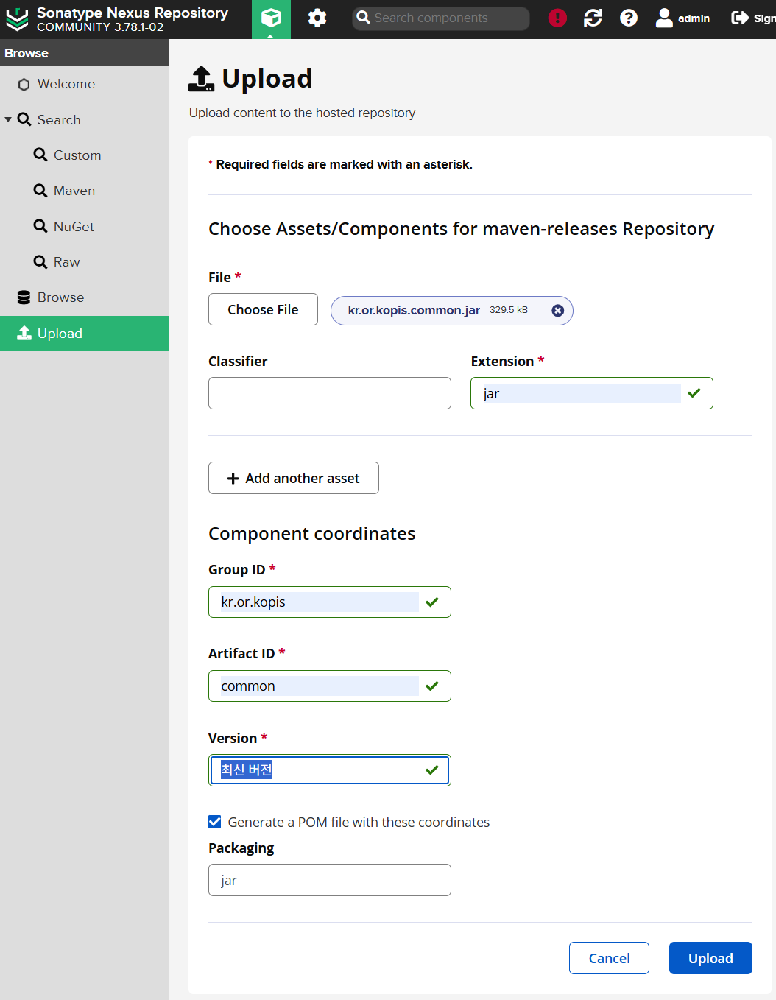 Sonatype Nexus Repository
COMMUNITY 3.78.1-02
Search components
admin
Sign
Browse
Welcome
Search
Custom
Maven
NuGet
Raw
Browse
Upload
Upload
Upload content to the hosted repository
* Required fields are marked with an asterisk.
Choose Assets/Components for maven-releases Repository
File *
Choose File
kr.or.kopis.common.jar 329.5 kB
Classifier
Extension *
jar
Add another asset
Component coordinates
Group ID *
kr.or.kopis
Artifact ID *
common
Version *
최신 버전
Generate a POM file with these coordinates
Packaging
jar
Cancel
Upload